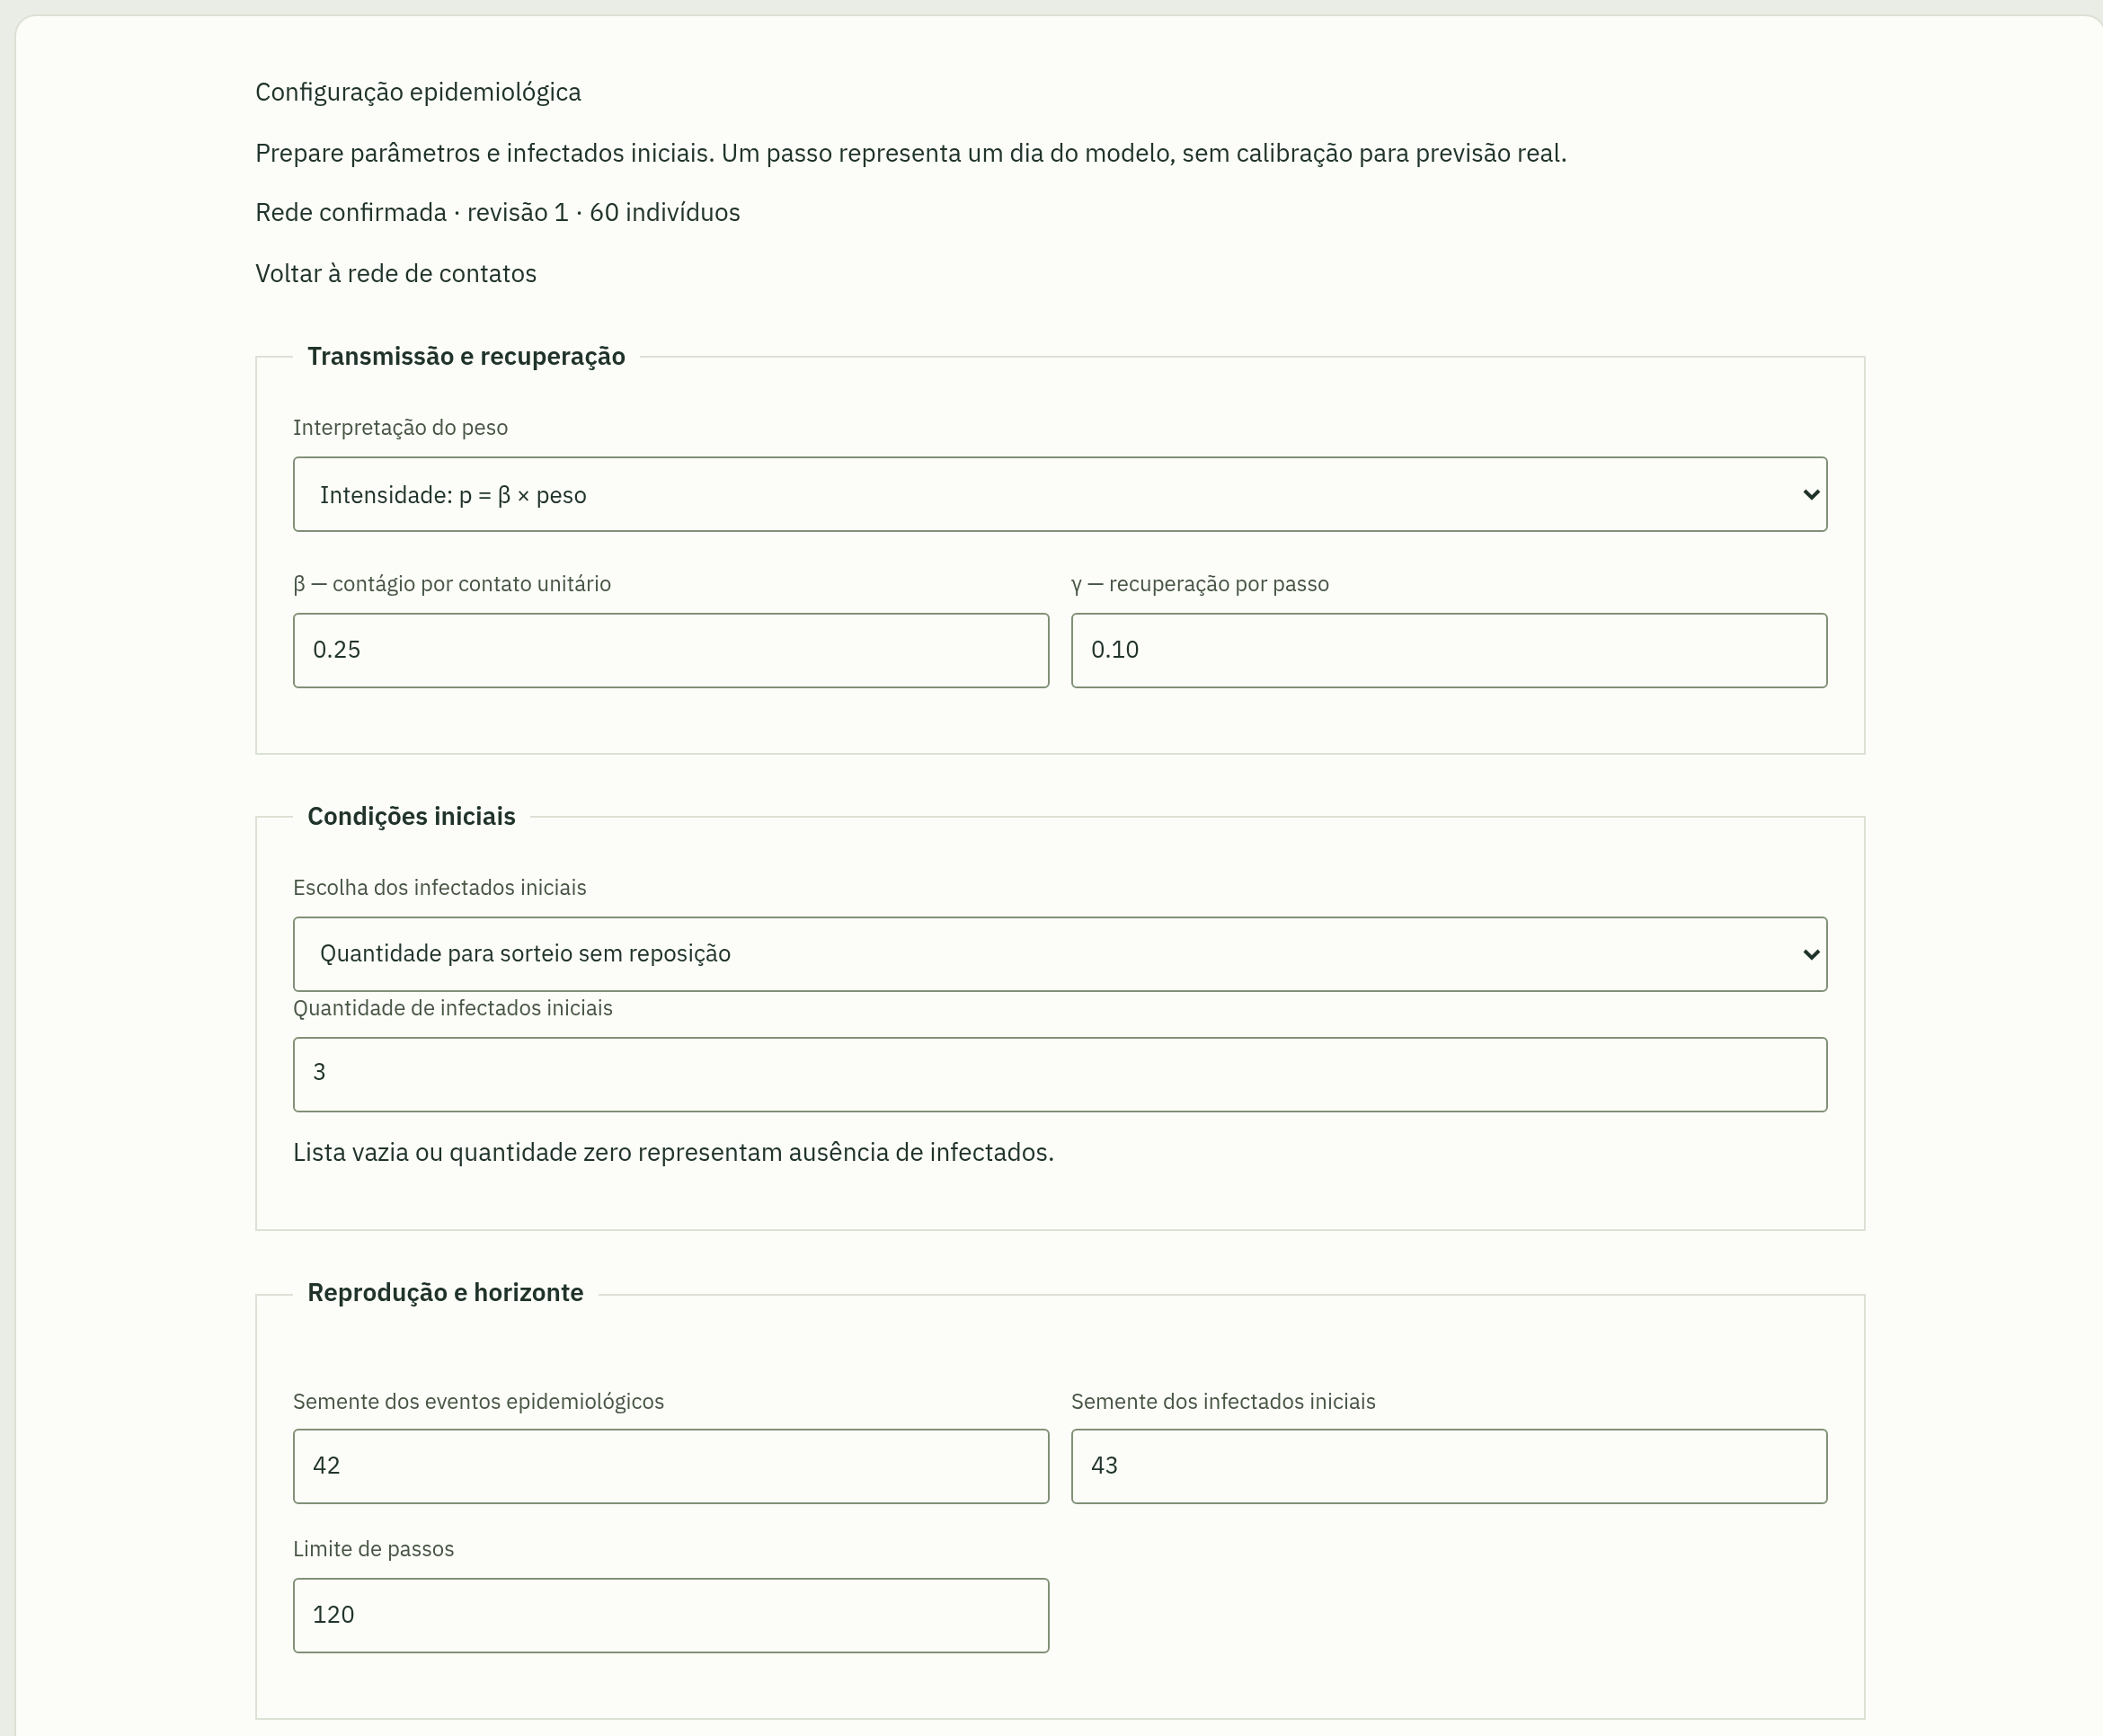 Configuração epidemiológica
Prepare parâmetros e infectados iniciais. Um passo representa um dia do modelo, sem calibração para previsão real.
Rede confirmada · revisão 1 · 60 indivíduos
Voltar à rede de contatos
Transmissão e recuperação
Interpretação do peso
Intensidade: p = β × peso
β — contágio por contato unitário
γ — recuperação por passo
0.25
0.10
Condições iniciais
Escolha dos infectados iniciais
Quantidade para sorteio sem reposição
Quantidade de infectados iniciais
3
Lista vazia ou quantidade zero representam ausência de infectados.
Reprodução e horizonte
Semente dos eventos epidemiológicos
Semente dos infectados iniciais
42
43
Limite de passos
120